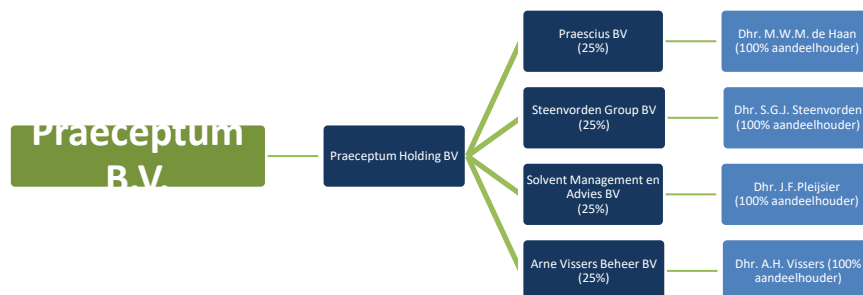 Praeceptum
B.V.
Praeceptum Holding BV
Praescius BV
(25%)
Dhr. M.W.M. de Haan
(100% aandeelhouder)
Steenvorden Group BV
(25%)
Dhr. S.G.J. Steenvorden
(100% aandeelhouder)
Solvent Management en
Advies BV
(25%)
Dhr. J.F.Pleijsier
(100% aandeelhouder)
Arne Vissers Beheer BV
(25%)
Dhr. A.H. Vissers (100%
aandeelhouder)